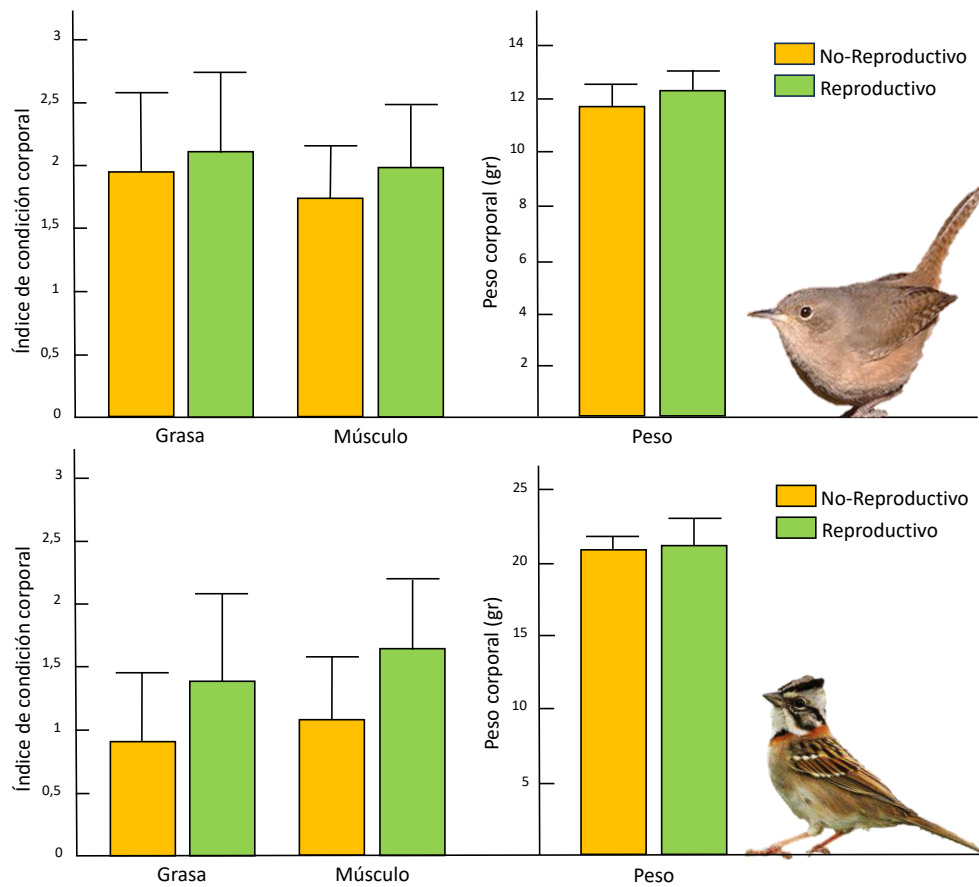 Índice de condición corporal
3
2,5
2
1,5
1
0,5
0
Grasa
Músculo
Peso corporal (gr)
14
12
10
8
6
4
2
Peso
No-Reproductivo
Reproductivo
Índice de condición corporal
3
2,5
2
1,5
1
0,5
0
Grasa
Músculo
Peso corporal (gr)
25
20
15
10
5
Peso
No-Reproductivo
Reproductivo